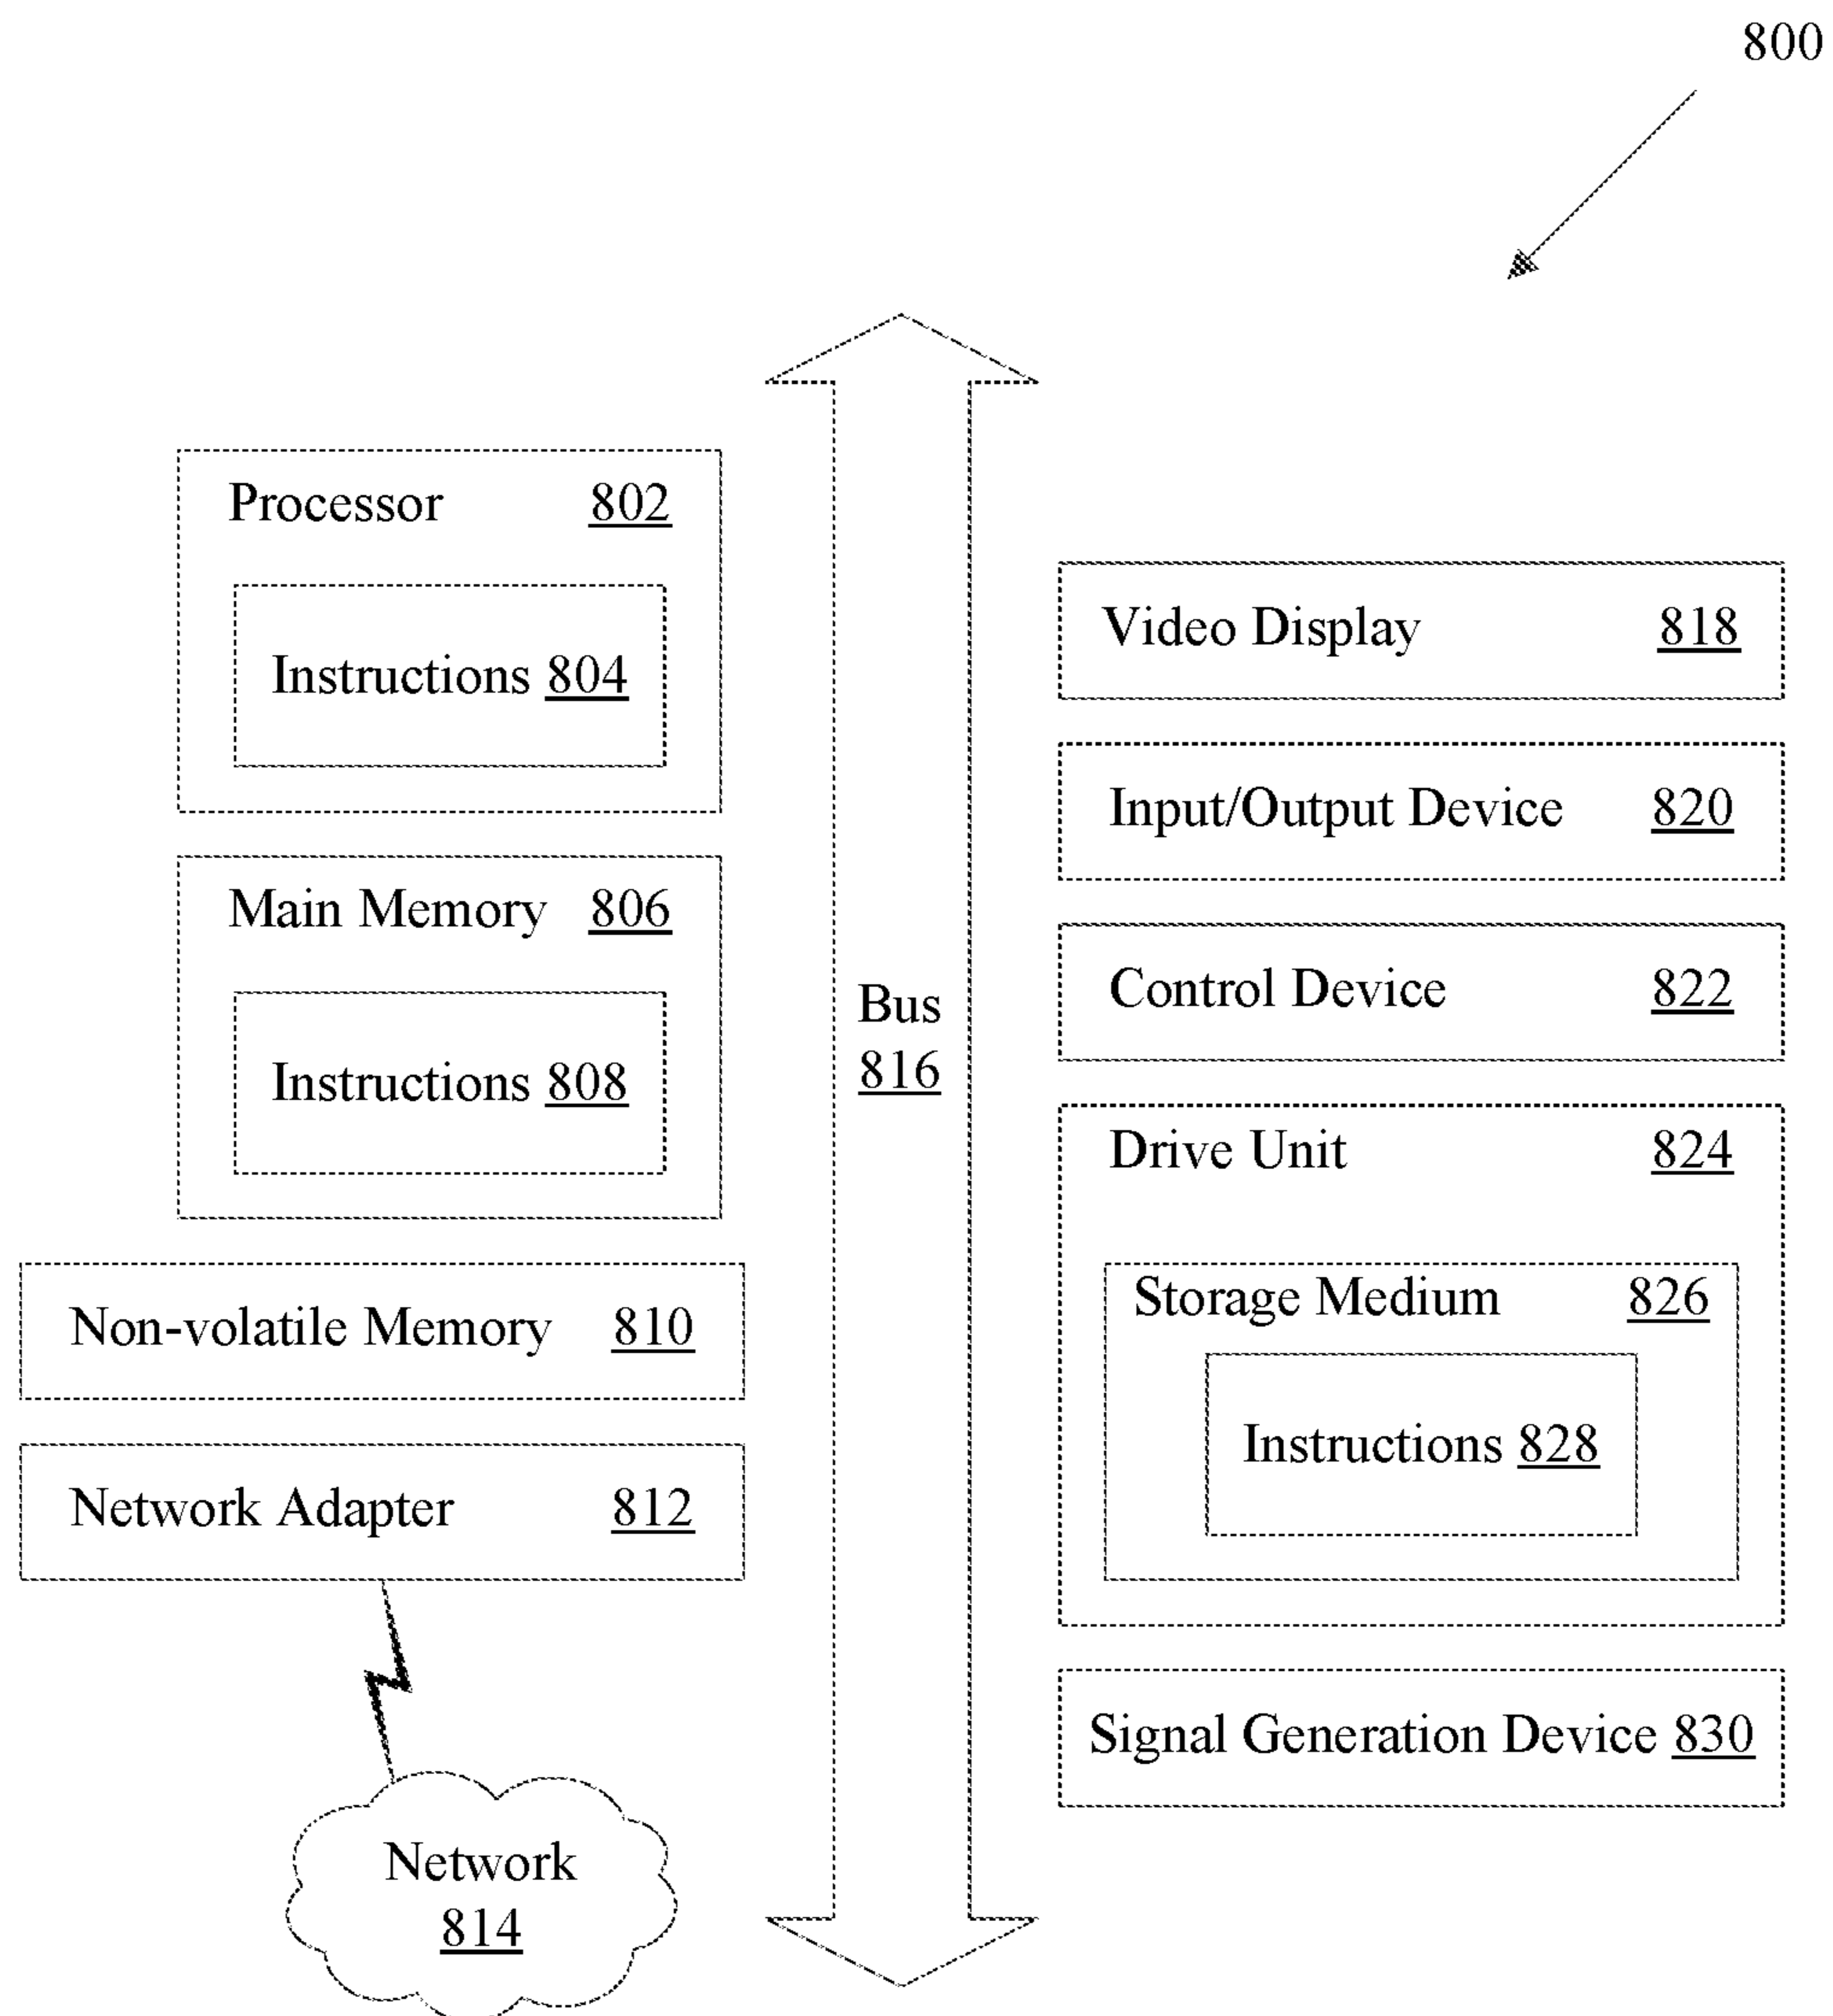 800
Processor 802
Instructions 804
Main Memory 806
Instructions 808
Non-volatile Memory 810
Network Adapter 812
Network
814
Bus
816
Video Display 818
Input/Output Device 820
Control Device 822
Drive Unit 824
Storage Medium 826
Instructions 828
Signal Generation Device 830